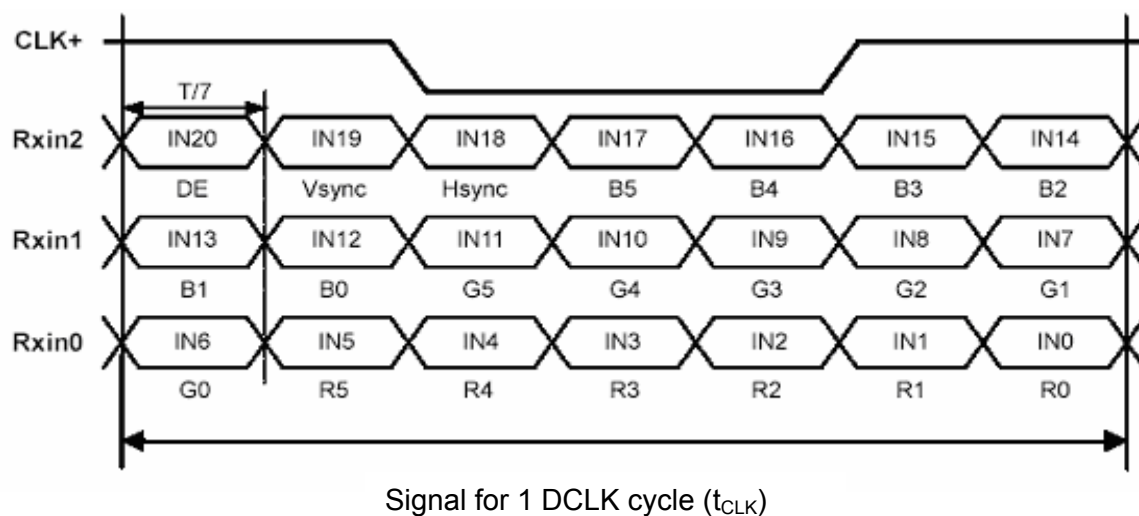 CLK+
T/7
Rxin2 IN20 IN19 IN18 IN17 IN16 IN15 IN14
DE Vsync Hsync B5 B4 B3 B2
Rxin1 IN13 IN12 IN11 IN10 IN9 IN8 IN7
B1 B0 G5 G4 G3 G2 G1
Rxin0 IN6 IN5 IN4 IN3 IN2 IN1 IN0
G0 R5 R4 R3 R2 R1 R0
Signal for 1 DCLK cycle (tCLK)